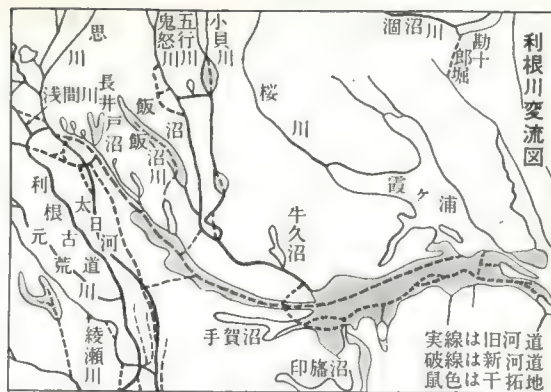 利根川変流図
涸沼川
勘十郎堀
小貝川
五行川
鬼怒川
思川
浅間川
長井戸沼
飯沼
飯沼川
桜川
霞ヶ浦
牛久沼
利根古道
太日河
元荒川
綾瀬川
手賀沼
印旛沼
実線は旧河道
破線は新河道
鼠色は干拓地